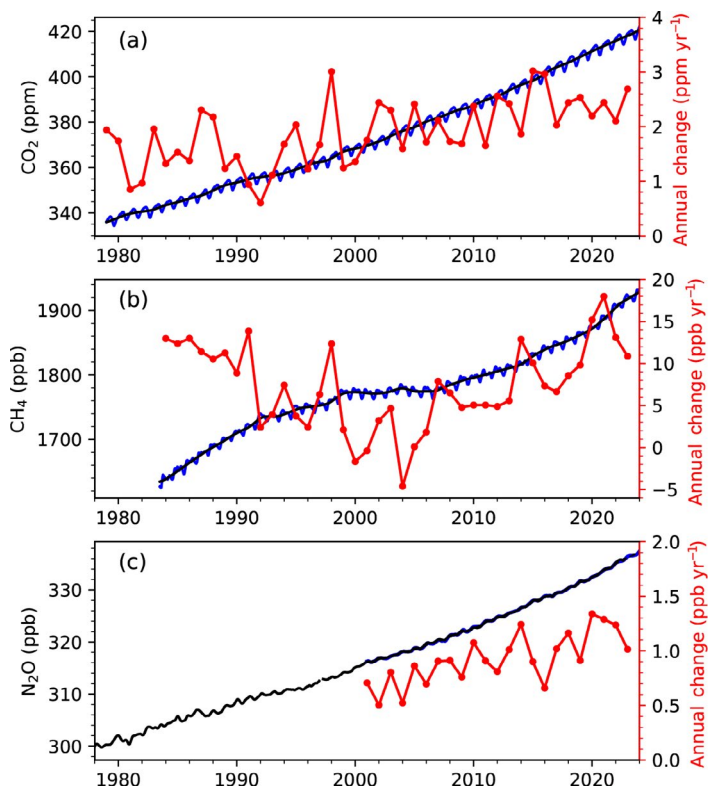 (a)
CO₂ (ppm)
420
400
380
360
340
4
3
2
1
0
Annual change (ppm yr⁻¹)
1980 1990 2000 2010 2020
(b)
CH₄ (ppb)
1900
1800
1700
20
15
10
5
0
−5
Annual change (ppb yr⁻¹)
1980 1990 2000 2010 2020
(c)
N₂O (ppb)
330
320
310
300
2.0
1.5
1.0
0.5
0.0
Annual change (ppb yr⁻¹)
1980 1990 2000 2010 2020